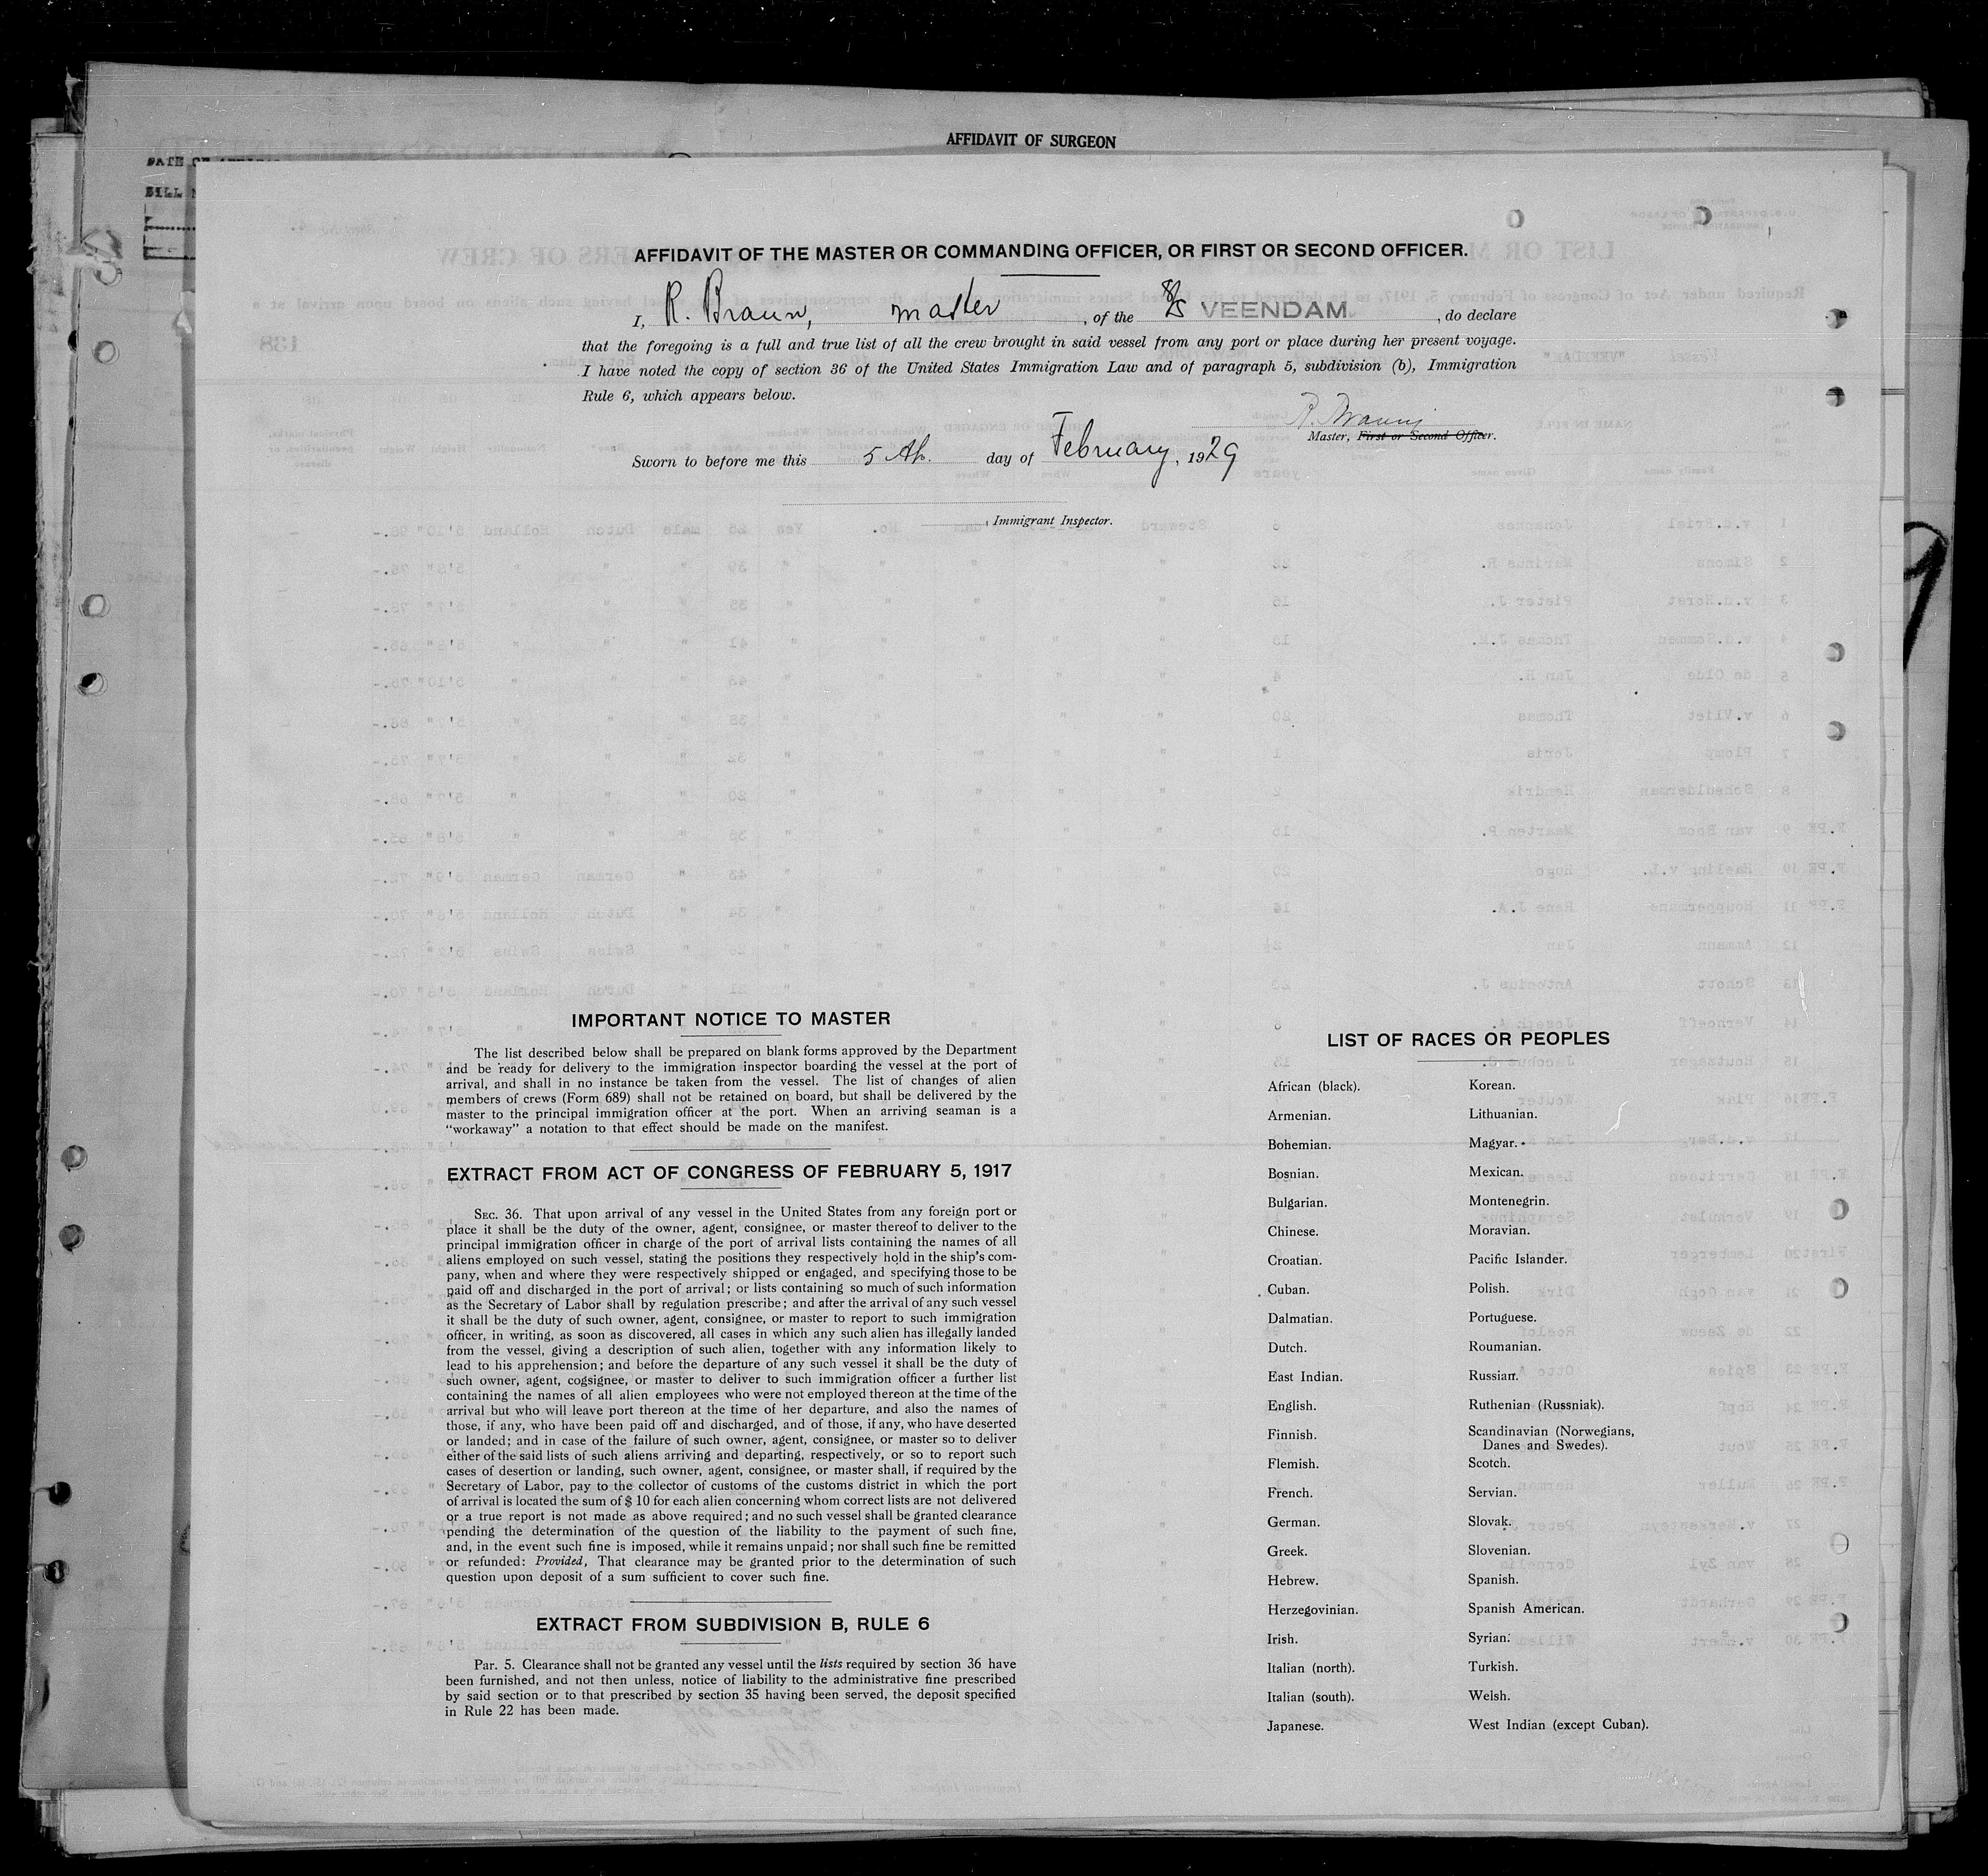 AFFIDAVIT OF SURGEON
AFFIDAVIT OF THE MASTER OR COMMANDING OFFICER, OR FIRST OR SECOND OFFICER.
I, R. Braun, master, of the S/S VEENDAM, do declare
that the foregoing is a full and true list of all the crew brought in said vessel from any port or place during her present voyage.
I have noted the copy of section 36 of the United States Immigration Law and of paragraph 5, subdivision (b), Immigration
Rule 6, which appears below.
R. Braun
Master, First or Second Officer.
Sworn to before me this 5 th. day of February, 1929
, Immigrant Inspector.
IMPORTANT NOTICE TO MASTER
The list described below shall be prepared on blank forms approved by the Department
and be ready for delivery to the immigration inspector boarding the vessel at the port of
arrival, and shall in no instance be taken from the vessel. The list of changes of alien
members of crews (Form 689) shall not be retained on board, but shall be delivered by the
master to the principal immigration officer at the port. When an arriving seaman is a
"workaway" a notation to that effect should be made on the manifest.
EXTRACT FROM ACT OF CONGRESS OF FEBRUARY 5, 1917
SEC. 36. That upon arrival of any vessel in the United States from any foreign port or
place it shall be the duty of the owner, agent, consignee, or master thereof to deliver to the
principal immigration officer in charge of the port of arrival lists containing the names of all
aliens employed on such vessel, stating the positions they respectively hold in the ship's com-
pany, when and where they were respectively shipped or engaged, and specifying those to be
paid off and discharged in the port of arrival; or lists containing so much of such information
as the Secretary of Labor shall by regulation prescribe; and after the arrival of any such vessel
it shall be the duty of such owner, agent, consignee, or master to report to such immigration
officer, in writing, as soon as discovered, all cases in which any such alien has illegally landed
from the vessel, giving a description of such alien, together with any information likely to
lead to his apprehension; and before the departure of any such vessel it shall be the duty of
such owner, agent, cogsignee, or master to deliver to such immigration officer a further list
containing the names of all alien employees who were not employed thereon at the time of the
arrival but who will leave port thereon at the time of her departure, and also the names of
those, if any, who have been paid off and discharged, and of those, if any, who have deserted
or landed; and in case of the failure of such owner, agent, consignee, or master so to deliver
either of the said lists of such aliens arriving and departing, respectively, or so to report such
cases of desertion or landing, such owner, agent, consignee, or master shall, if required by the
Secretary of Labor, pay to the collector of customs of the customs district in which the port
of arrival is located the sum of $ 10 for each alien concerning whom correct lists are not delivered
or a true report is not made as above required; and no such vessel shall be granted clearance
pending the determination of the question of the liability to the payment of such fine,
and, in the event such fine is imposed, while it remains unpaid; nor shall such fine be remitted
or refunded: Provided, That clearance may be granted prior to the determination of such
question upon deposit of a sum sufficient to cover such fine.
EXTRACT FROM SUBDIVISION B, RULE 6
Par. 5. Clearance shall not be granted any vessel until the lists required by section 36 have
been furnished, and not then unless, notice of liability to the administrative fine prescribed
by said section or to that prescribed by section 35 having been served, the deposit specified
in Rule 22 has been made.
LIST OF RACES OR PEOPLES
African (black).
Armenian.
Bohemian.
Bosnian.
Bulgarian.
Chinese.
Croatian.
Cuban.
Dalmatian.
Dutch.
East Indian.
English.
Finnish.
Flemish.
French.
German.
Greek.
Hebrew.
Herzegovinian.
Irish.
Italian (north).
Italian (south).
Japanese.
Korean.
Lithuanian.
Magyar.
Mexican.
Montenegrin.
Moravian.
Pacific Islander.
Polish.
Portuguese.
Roumanian.
Russian.
Ruthenian (Russniak).
Scandinavian (Norwegians,
Danes and Swedes).
Scotch.
Servian.
Slovak.
Slovenian.
Spanish.
Spanish American.
Syrian.
Turkish.
Welsh.
West Indian (except Cuban).